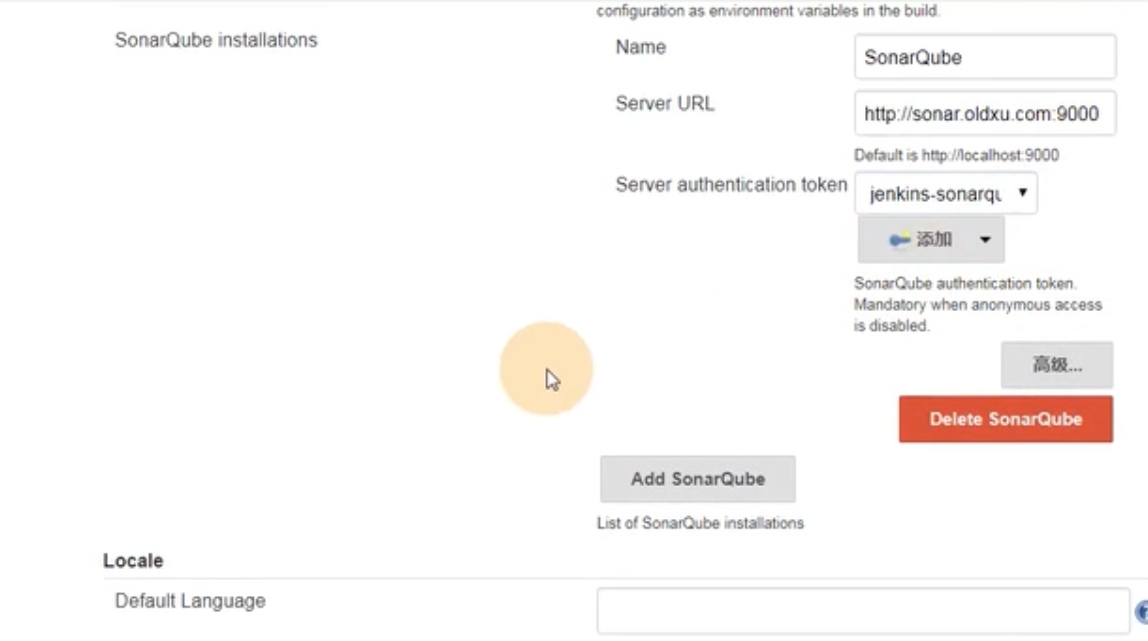 configuration as environment variables in the build.
SonarQube installations
Name
SonarQube
Server URL
http://sonar.oldxu.com:9000
Default is http://localhost:9000
Server authentication token
jenkins-sonarqu
添加
SonarQube authentication token.
Mandatory when anonymous access
is disabled.
高级...
Delete SonarQube
Add SonarQube
List of SonarQube installations
Locale
Default Language